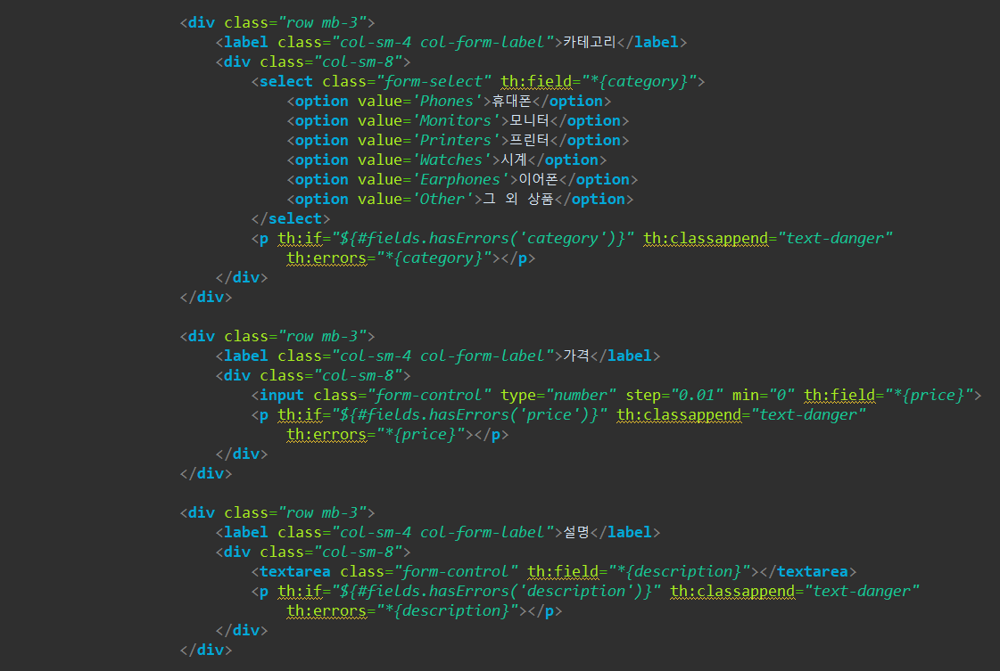 <div class="row mb-3">
<label class="col-sm-4 col-form-label">카테고리</label>
<div class="col-sm-8">
<select class="form-select" th:field="*{category}">
<option value='Phones'>휴대폰</option>
<option value='Monitors'>모니터</option>
<option value='Printers'>프린터</option>
<option value='Watches'>시계</option>
<option value='Earphones'>이어폰</option>
<option value='Other'>그 외 상품</option>
</select>
<p th:if="${#fields.hasErrors('category')}" th:classappend="text-danger"
th:errors="*{category}"></p>
</div>
</div>
<div class="row mb-3">
<label class="col-sm-4 col-form-label">가격</label>
<div class="col-sm-8">
<input class="form-control" type="number" step="0.01" min="0" th:field="*{price}">
<p th:if="${#fields.hasErrors('price')}" th:classappend="text-danger"
th:errors="*{price}"></p>
</div>
</div>
<div class="row mb-3">
<label class="col-sm-4 col-form-label">설명</label>
<div class="col-sm-8">
<textarea class="form-control" th:field="*{description}"></textarea>
<p th:if="${#fields.hasErrors('description')}" th:classappend="text-danger"
th:errors="*{description}"></p>
</div>
</div>